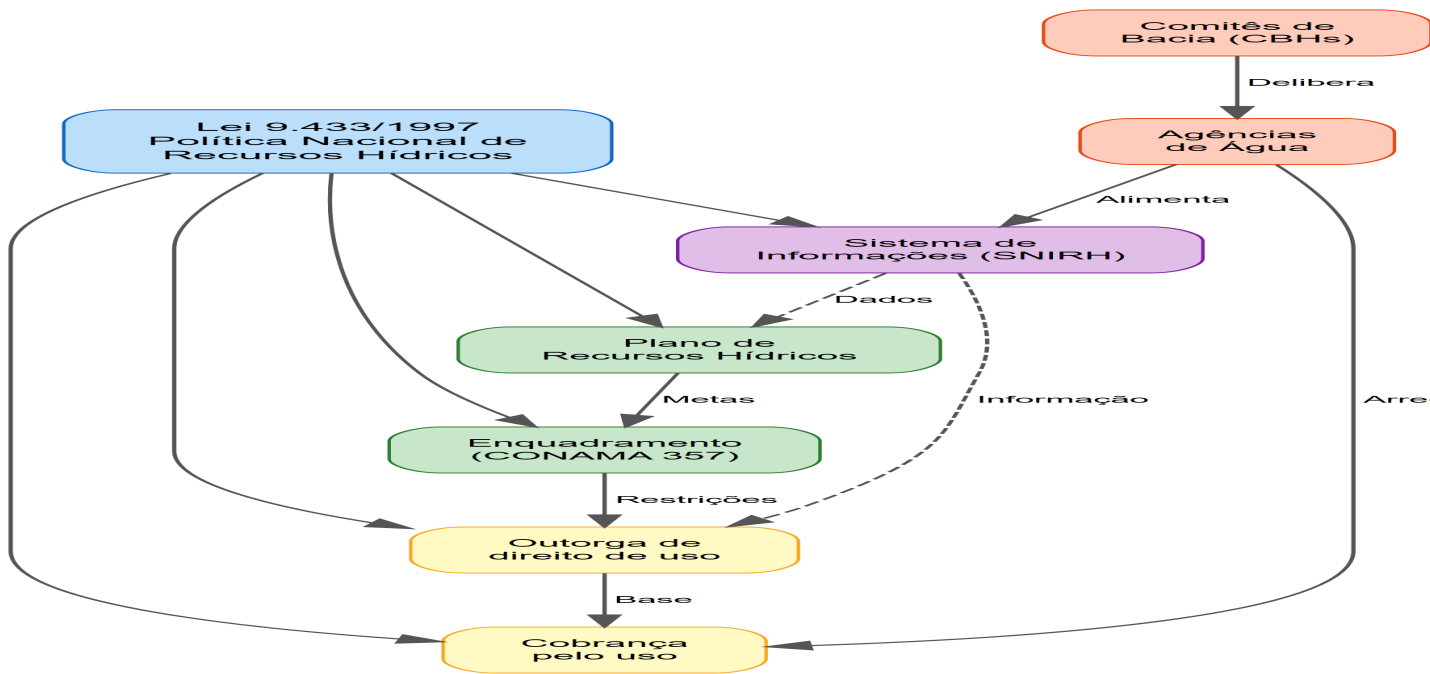 Comitês de
Bacia (CBHs)
Delibera
Lei 9.433/1997
Política Nacional de
Recursos Hídricos
Agências
de Água
Alimenta
Sistema de
Informações (SNIRH)
Dados
Plano de
Recursos Hídricos
Metas
Informação
Enquadramento
(CONAMA 357)
Restrições
Outorga de
direito de uso
Base
Cobrança
pelo uso